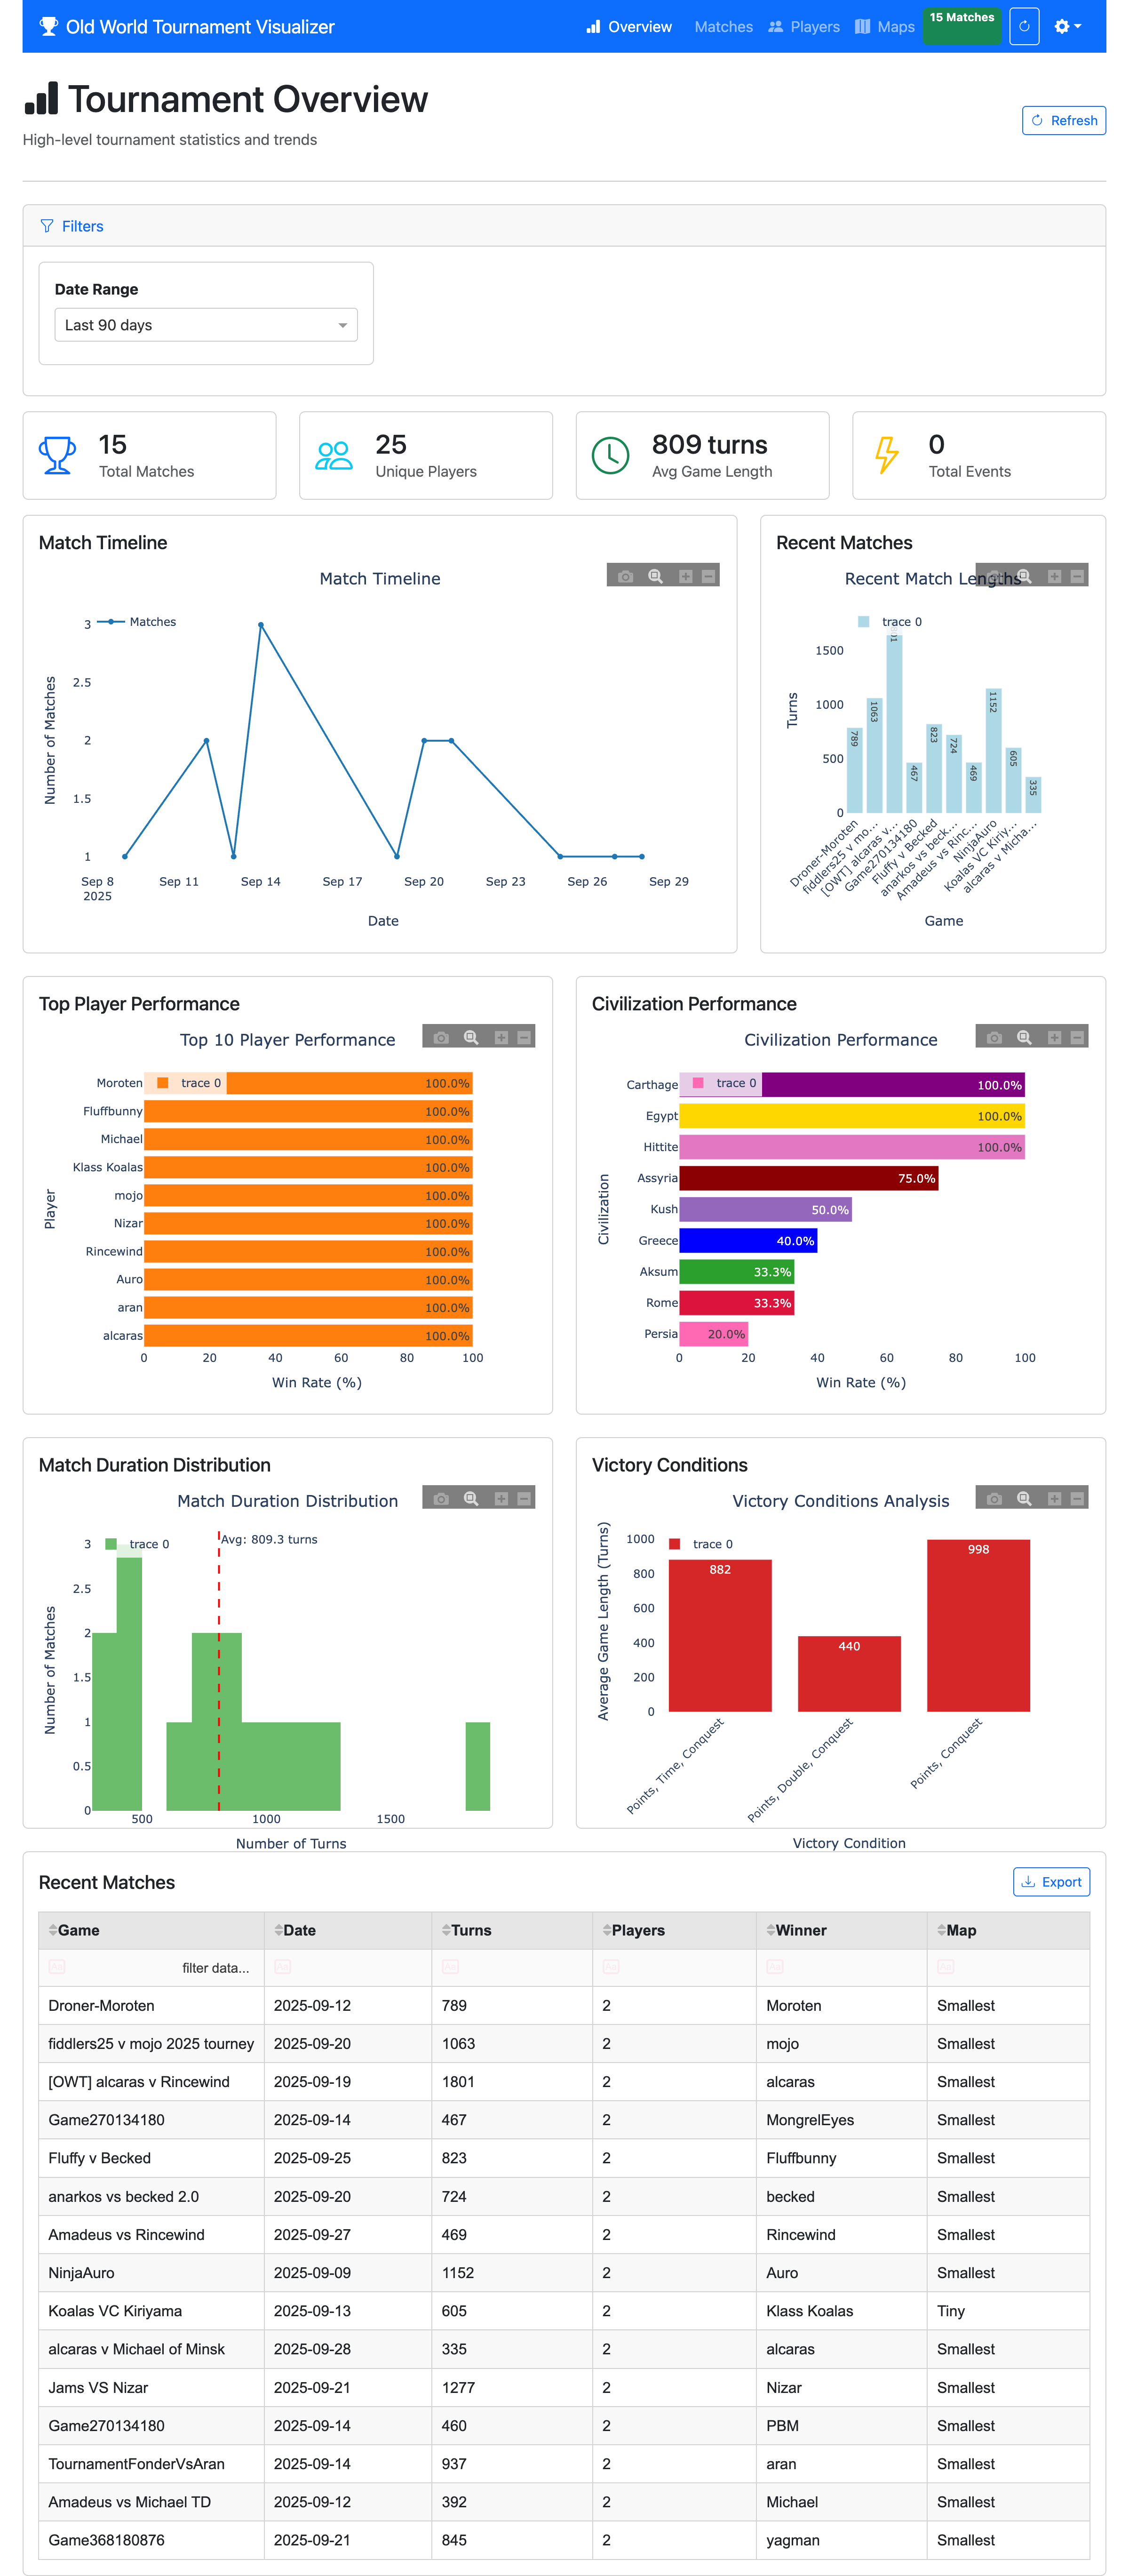 Old World Tournament Visualizer
Overview Matches Players Maps 15 Matches
Tournament Overview
High-level tournament statistics and trends
Refresh
Filters
Date Range
Last 90 days
15
Total Matches
25
Unique Players
809 turns
Avg Game Length
0
Total Events
Match Timeline
Match Timeline
Matches
Number of Matches
3
2.5
2
1.5
1
Sep 8 Sep 11 Sep 14 Sep 17 Sep 20 Sep 23 Sep 26 Sep 29
2025
Date
Recent Matches
Recent Match Lengths
trace 0
Turns
1500
1000
500
0
789 1063 467 823 724 469 1152 605 335
Droner-Moroten
fiddlers25 v mo...
[OWT] alcaras v...
Game270134180
Fluffy v Becked
anarkos vs beck...
Amadeus vs Rinc...
NinjaAuro
Koalas VC Kiriy...
alcaras v Micha...
Game
Top Player Performance
Top 10 Player Performance
trace 0
Player
Moroten 100.0%
Fluffbunny 100.0%
Michael 100.0%
Klass Koalas 100.0%
mojo 100.0%
Nizar 100.0%
Rincewind 100.0%
Auro 100.0%
aran 100.0%
alcaras 100.0%
0 20 40 60 80 100
Win Rate (%)
Civilization Performance
Civilization Performance
trace 0
Civilization
Carthage 100.0%
Egypt 100.0%
Hittite 100.0%
Assyria 75.0%
Kush 50.0%
Greece 40.0%
Aksum 33.3%
Rome 33.3%
Persia 20.0%
0 20 40 60 80 100
Win Rate (%)
Match Duration Distribution
Match Duration Distribution
trace 0
Avg: 809.3 turns
Number of Matches
3
2.5
2
1.5
1
0.5
0
500 1000 1500
Number of Turns
Victory Conditions
Victory Conditions Analysis
trace 0
Average Game Length (Turns)
1000
800
600
400
200
0
882 440 998
Points, Time, Conquest
Points, Double, Conquest
Points, Conquest
Victory Condition
Recent Matches
Export
Game Date Turns Players Winner Map
filter data...
Droner-Moroten 2025-09-12 789 2 Moroten Smallest
fiddlers25 v mojo 2025 tourney 2025-09-20 1063 2 mojo Smallest
[OWT] alcaras v Rincewind 2025-09-19 1801 2 alcaras Smallest
Game270134180 2025-09-14 467 2 MongrelEyes Smallest
Fluffy v Becked 2025-09-25 823 2 Fluffbunny Smallest
anarkos vs becked 2.0 2025-09-20 724 2 becked Smallest
Amadeus vs Rincewind 2025-09-27 469 2 Rincewind Smallest
NinjaAuro 2025-09-09 1152 2 Auro Smallest
Koalas VC Kiriyama 2025-09-13 605 2 Klass Koalas Tiny
alcaras v Michael of Minsk 2025-09-28 335 2 alcaras Smallest
Jams VS Nizar 2025-09-21 1277 2 Nizar Smallest
Game270134180 2025-09-14 460 2 PBM Smallest
TournamentFonderVsAran 2025-09-14 937 2 aran Smallest
Amadeus vs Michael TD 2025-09-12 392 2 Michael Smallest
Game368180876 2025-09-21 845 2 yagman Smallest